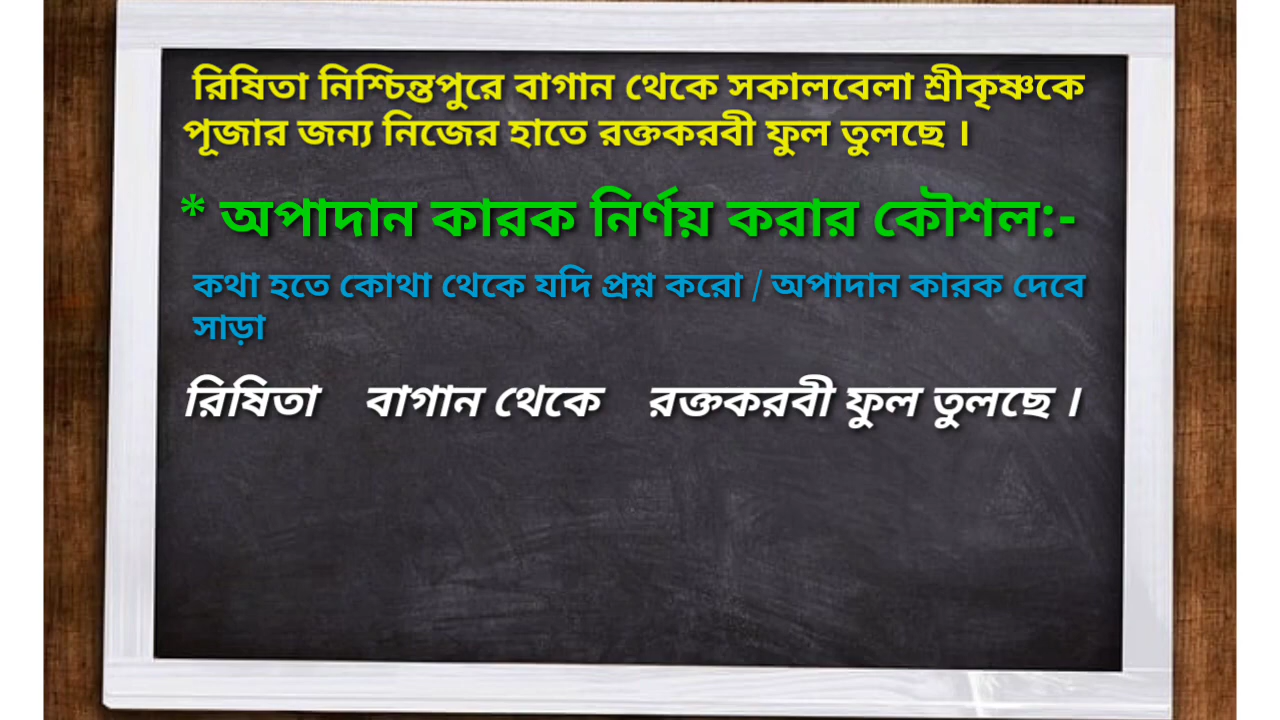 রিষিতা নিশ্চিন্তপুরে বাগান থেকে সকালবেলা শ্রীকৃষ্ণকে
পূজার জন্য নিজের হাতে রক্তকরবী ফুল তুলছে ।
* অপাদান কারক নির্ণয় করার কৌশল:-
কথা হতে কোথা থেকে যদি প্রশ্ন করো / অপাদান কারক দেবে
সাড়া
রিষিতা বাগান থেকে রক্তকরবী ফুল তুলছে ।